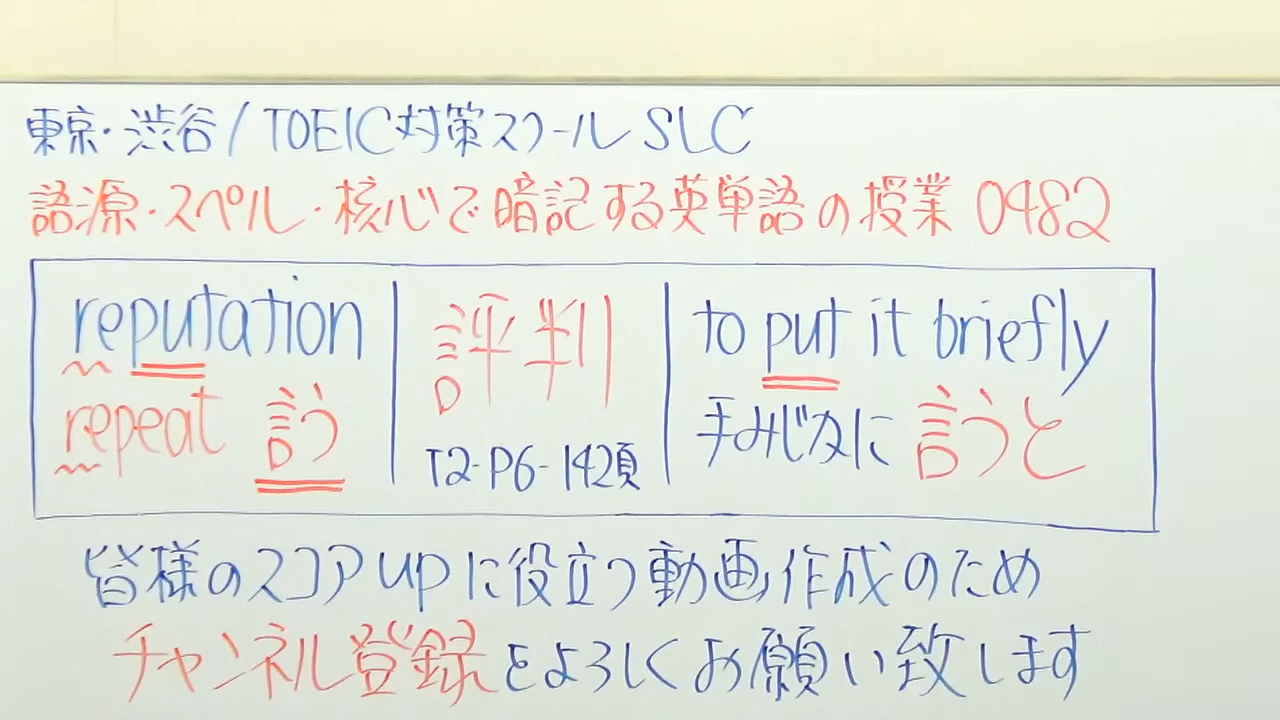 東京・渋谷/TOEIC対策スクールSLC
語源・スペル・核心で暗記する英単語の授業 0482
reputation
repeat 言う
評判
T2-P6-142頁
to put it briefly
手みじかに言うと
皆様のスコアupに役立つ動画作成のため
チャンネル登録をよろしくお願い致します